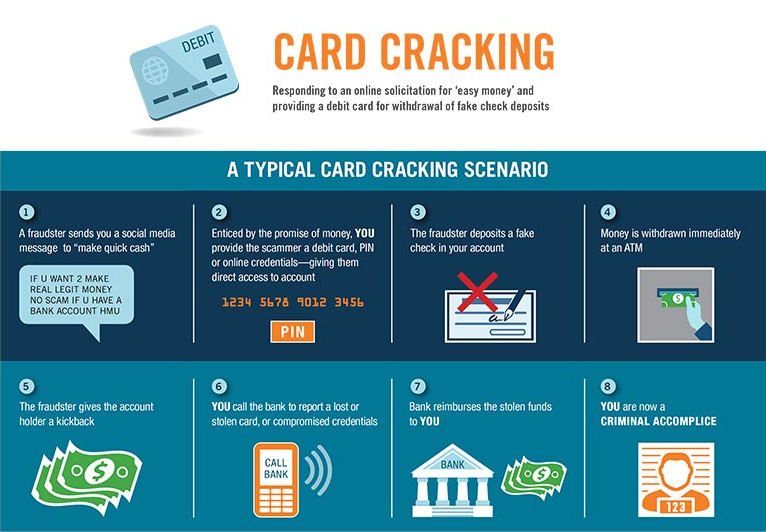 DEBIT
CARD CRACKING
Responding to an online solicitation for ‘easy money’ and
providing a debit card for withdrawal of fake check deposits
A TYPICAL CARD CRACKING SCENARIO
1
A fraudster sends you a social media
message to “make quick cash”
IF U WANT 2 MAKE
REAL LEGIT MONEY
NO SCAM IF U HAVE A
BANK ACCOUNT HMU
2
Enticed by the promise of money, YOU
provide the scammer a debit card, PIN
or online credentials—giving them
direct access to account
1234 5678 9012 3456
PIN
3
The fraudster deposits a fake
check in your account
4
Money is withdrawn immediately
at an ATM
$
5
The fraudster gives the account
holder a kickback
$
6
YOU call the bank to report a lost or
stolen card, or compromised credentials
CALL
BANK
7
Bank reimburses the stolen funds
to YOU
BANK
$
8
YOU are now a
CRIMINAL ACCOMPLICE
123